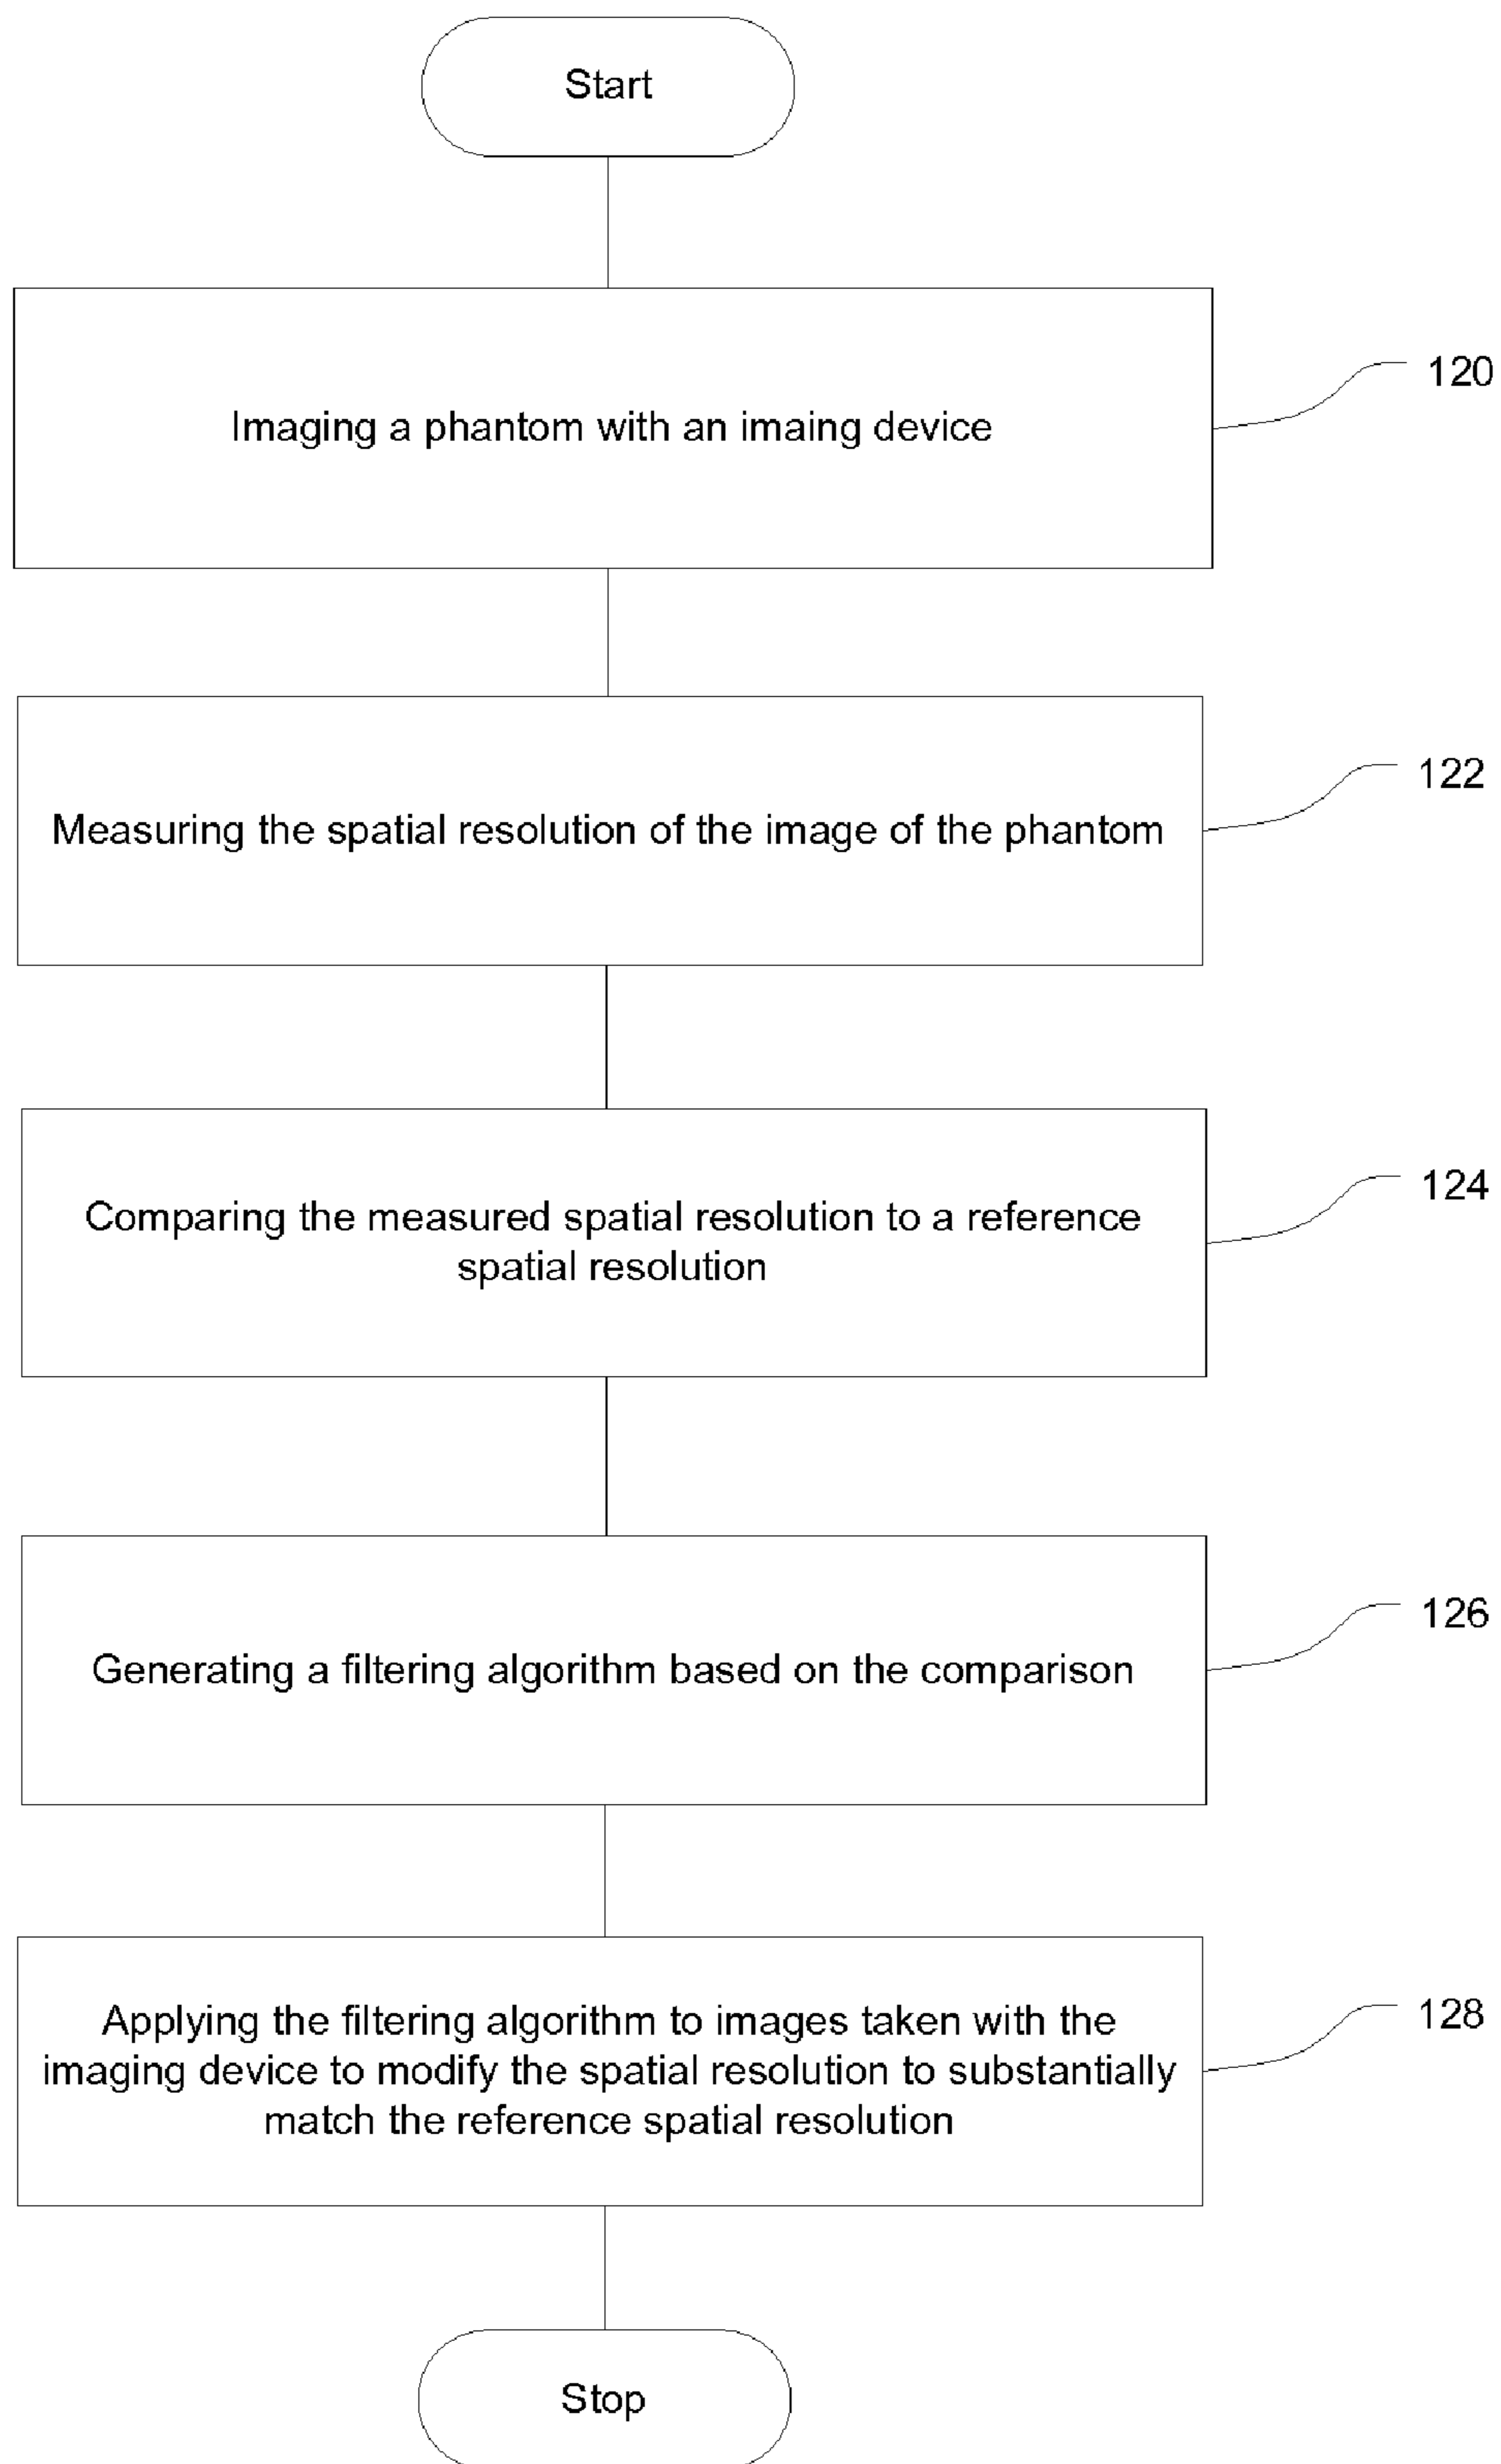 Start
Imaging a phantom with an imaing device
120
Measuring the spatial resolution of the image of the phantom
122
Comparing the measured spatial resolution to a reference
spatial resolution
124
Generating a filtering algorithm based on the comparison
126
Applying the filtering algorithm to images taken with the
imaging device to modify the spatial resolution to substantially
match the reference spatial resolution
128
Stop